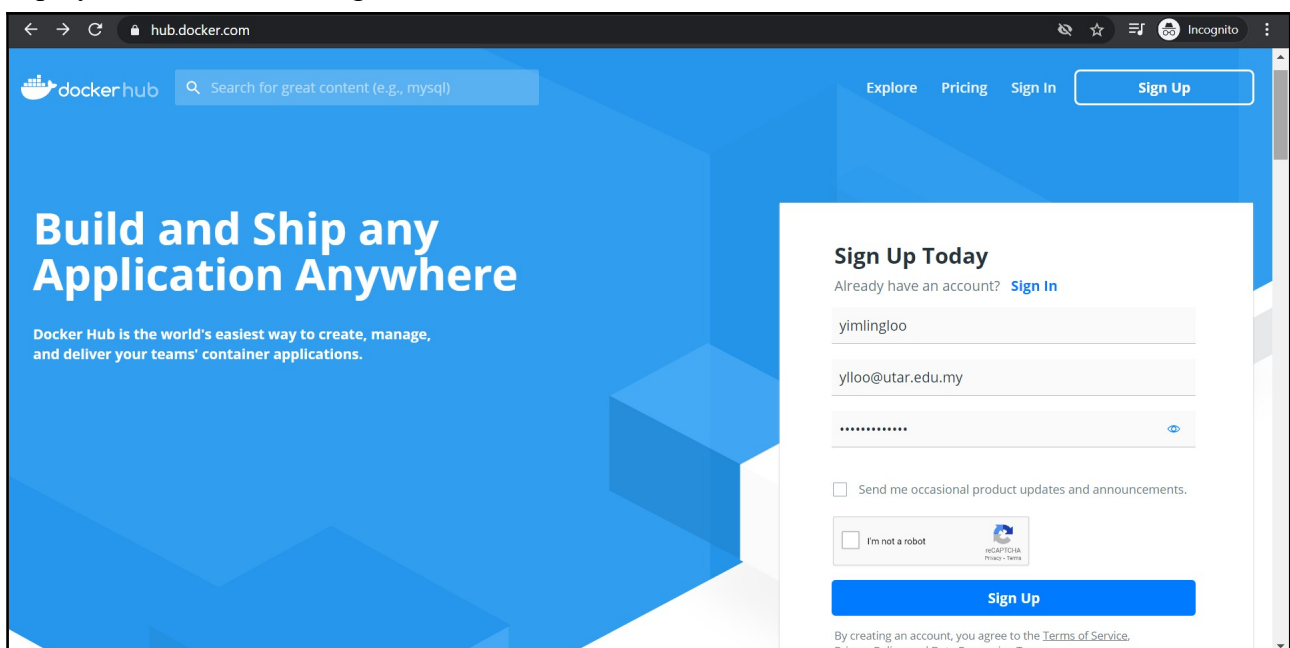 hub.docker.com
Incognito
dockerhub
Search for great content (e.g., mysql)
Explore Pricing Sign In Sign Up
Build and Ship any
Application Anywhere
Docker Hub is the world's easiest way to create, manage,
and deliver your teams' container applications.
Sign Up Today
Already have an account? Sign In
yimlingloo
ylloo@utar.edu.my
•••••••••••••
Send me occasional product updates and announcements.
I'm not a robot
reCAPTCHA
Privacy - Terms
Sign Up
By creating an account, you agree to the Terms of Service,